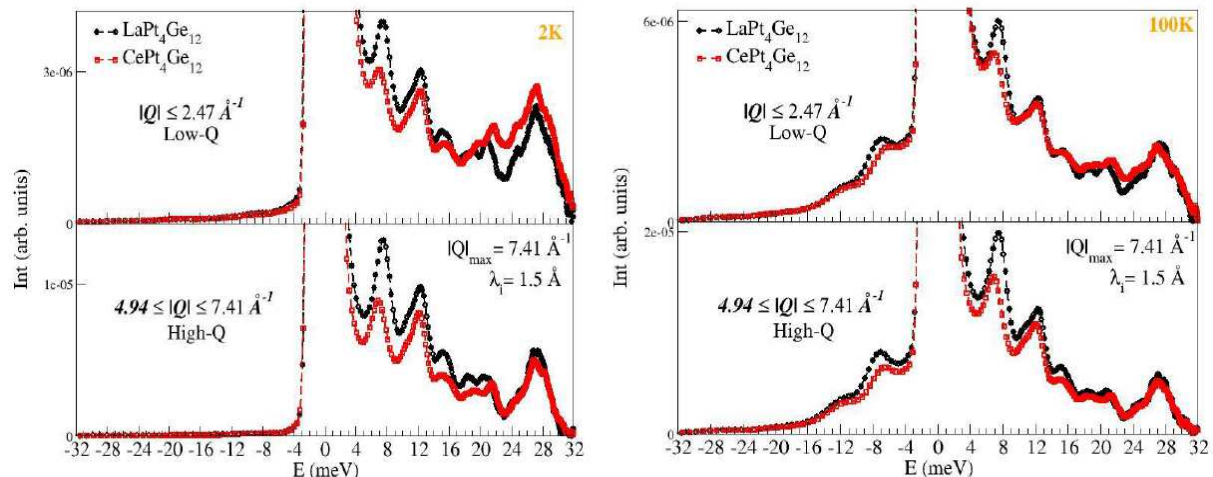 LaPt4Ge12
CePt4Ge12
2K
3e-06
|Q| ≤ 2.47 Å-1
Low-Q
0
Int (arb. units)
1e-05
|Q|max = 7.41 Å-1
λi = 1.5 Å
4.94 ≤ |Q| ≤ 7.41 Å-1
High-Q
0
-32 -28 -24 -20 -16 -12 -8 -4 0 4 8 12 16 20 24 28 32
E (meV)
6e-06
LaPt4Ge12
CePt4Ge12
100K
|Q| ≤ 2.47 Å-1
Low-Q
0
Int (arb. units)
2e-05
|Q|max = 7.41 Å-1
λi = 1.5 Å
4.94 ≤ |Q| ≤ 7.41 Å-1
High-Q
0
-32 -28 -24 -20 -16 -12 -8 -4 0 4 8 12 16 20 24 28 32
E (meV)